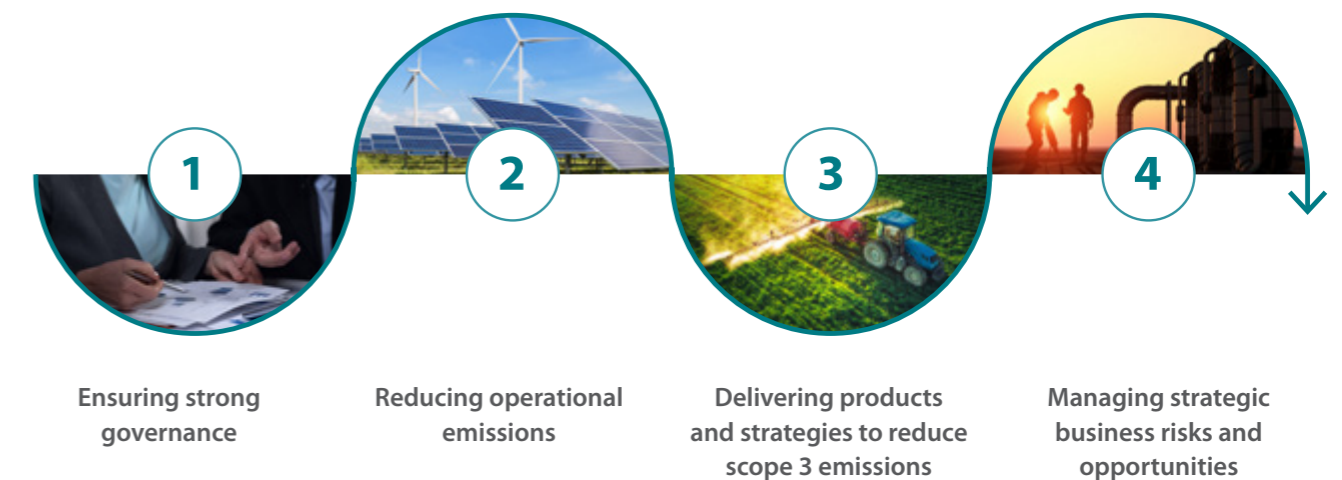 1
2
3
4
Ensuring strong
governance
Reducing operational
emissions
Delivering products
and strategies to reduce
scope 3 emissions
Managing strategic
business risks and
opportunities